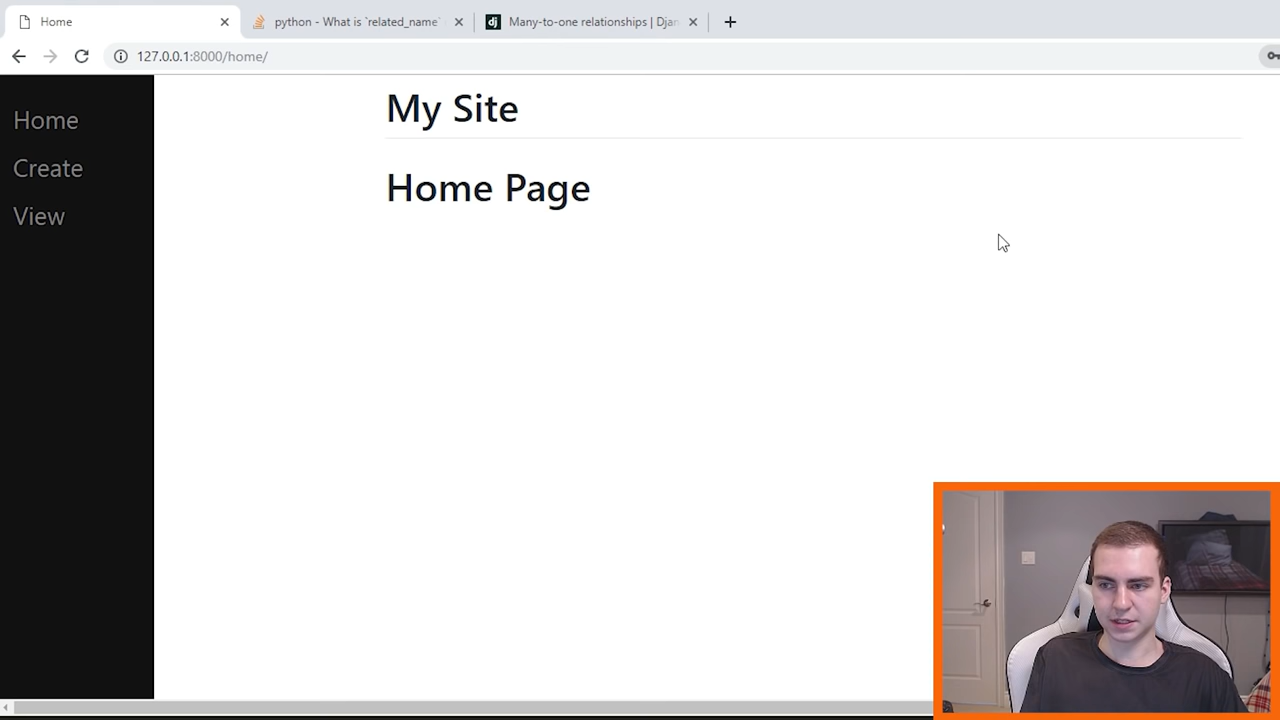 Home
python - What is `related_name`
dj Many-to-one relationships | Djan
127.0.0.1:8000/home/
Home
Create
View
My Site
Home Page